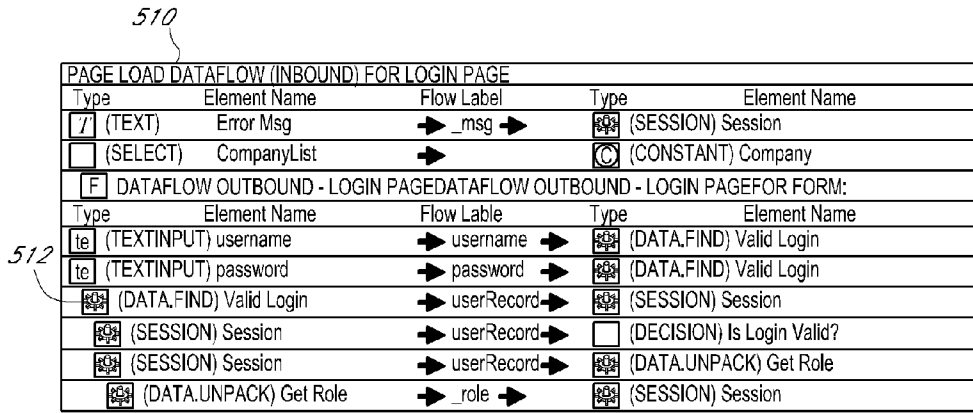 510
PAGE LOAD DATAFLOW (INBOUND) FOR LOGIN PAGE
Type Element Name Flow Label Type Element Name
T (TEXT) Error Msg _msg (SESSION) Session
(SELECT) CompanyList C (CONSTANT) Company
F DATAFLOW OUTBOUND - LOGIN PAGEDATAFLOW OUTBOUND - LOGIN PAGEFOR FORM:
Type Element Name Flow Lable Type Element Name
te (TEXTINPUT) username username (DATA.FIND) Valid Login
te (TEXTINPUT) password password (DATA.FIND) Valid Login
512 (DATA.FIND) Valid Login userRecord (SESSION) Session
(SESSION) Session userRecord (DECISION) Is Login Valid?
(SESSION) Session userRecord (DATA.UNPACK) Get Role
(DATA.UNPACK) Get Role _role (SESSION) Session